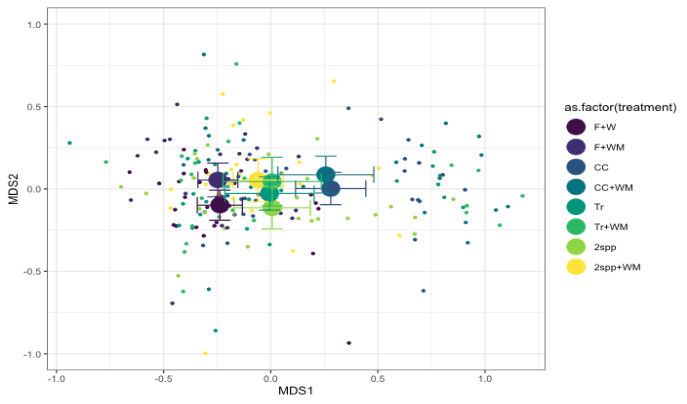 1.0
0.5
0.0
-0.5
-1.0
MDS2
-1.0 -0.5 0.0 0.5 1.0
MDS1
as.factor(treatment)
F+W
F+WM
CC
CC+WM
Tr
Tr+WM
2spp
2spp+WM